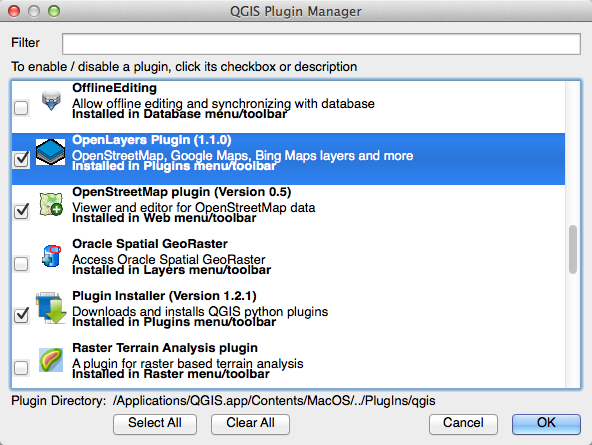 QGIS Plugin Manager
Filter
To enable / disable a plugin, click its checkbox or description
OfflineEditing
Allow offline editing and synchronizing with database
Installed in Database menu/toolbar
OpenLayers Plugin (1.1.0)
OpenStreetMap, Google Maps, Bing Maps layers and more
Installed in Plugins menu/toolbar
OpenStreetMap plugin (Version 0.5)
Viewer and editor for OpenStreetMap data
Installed in Web menu/toolbar
Oracle Spatial GeoRaster
Access Oracle Spatial GeoRaster
Installed in Layers menu/toolbar
Plugin Installer (Version 1.2.1)
Downloads and installs QGIS python plugins
Installed in Plugins menu/toolbar
Raster Terrain Analysis plugin
A plugin for raster based terrain analysis
Installed in Raster menu/toolbar
Plugin Directory: /Applications/QGIS.app/Contents/MacOS/../PlugIns/qgis
Select All
Clear All
Cancel
OK